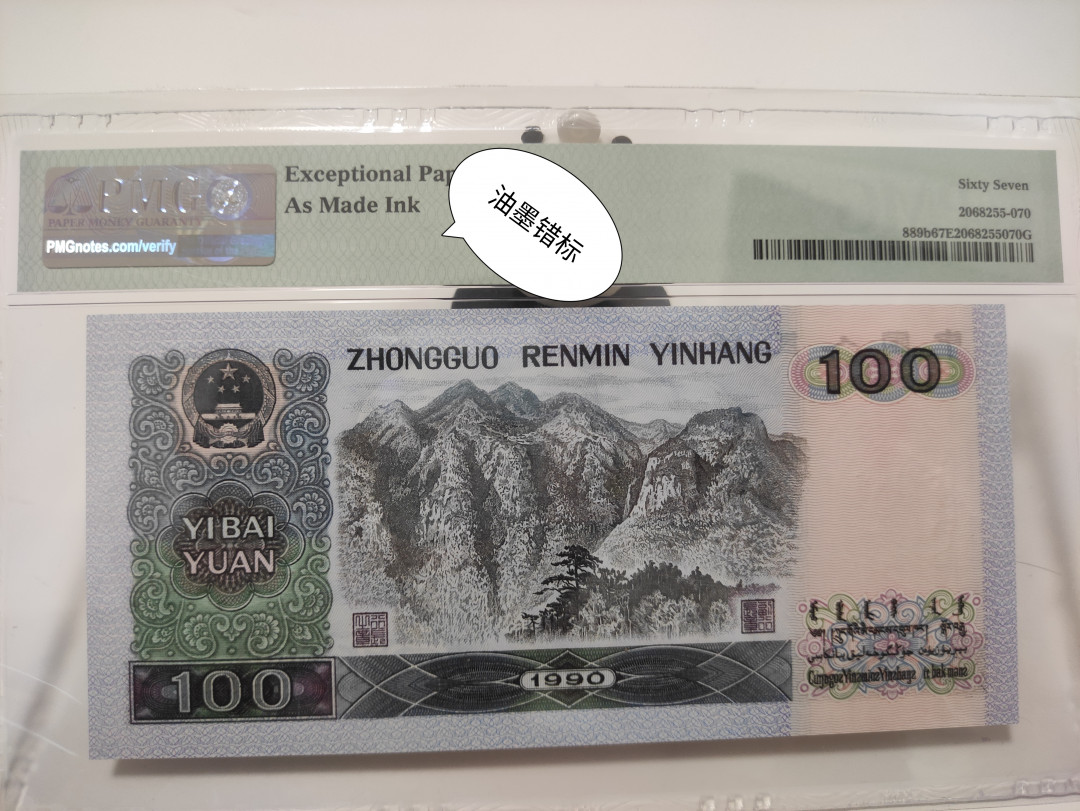 Exceptional Pap
As Made Ink
油墨错标
PMG
PAPER MONEY GUARANTY
PMGnotes.com/verify
Sixty Seven
2068255-070
889b67E2068255070G
ZHONGGUO RENMIN YINHANG
100
YIBAI
YUAN
100
1990